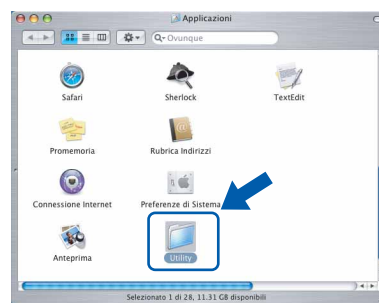 Applicazioni
Q- Ovunque
Safari
Sherlock
TextEdit
Promemoria
Rubrica Indirizzi
Connessione Internet
Preferenze di Sistema
Anteprima
Utility
Selezionato 1 di 28, 11.31 GB disponibili